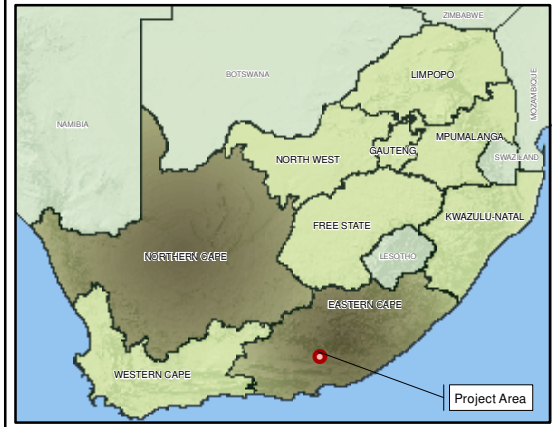 ZIMBABWE
BOTSWANA
LIMPOPO
MOZAMBIQUE
NAMIBIA
MPUMALANGA
GAUTENG
SWAZILAND
NORTH WEST
KWAZULU-NATAL
FREE STATE
LESOTHO
NORTHERN CAPE
EASTERN CAPE
WESTERN CAPE
Project Area